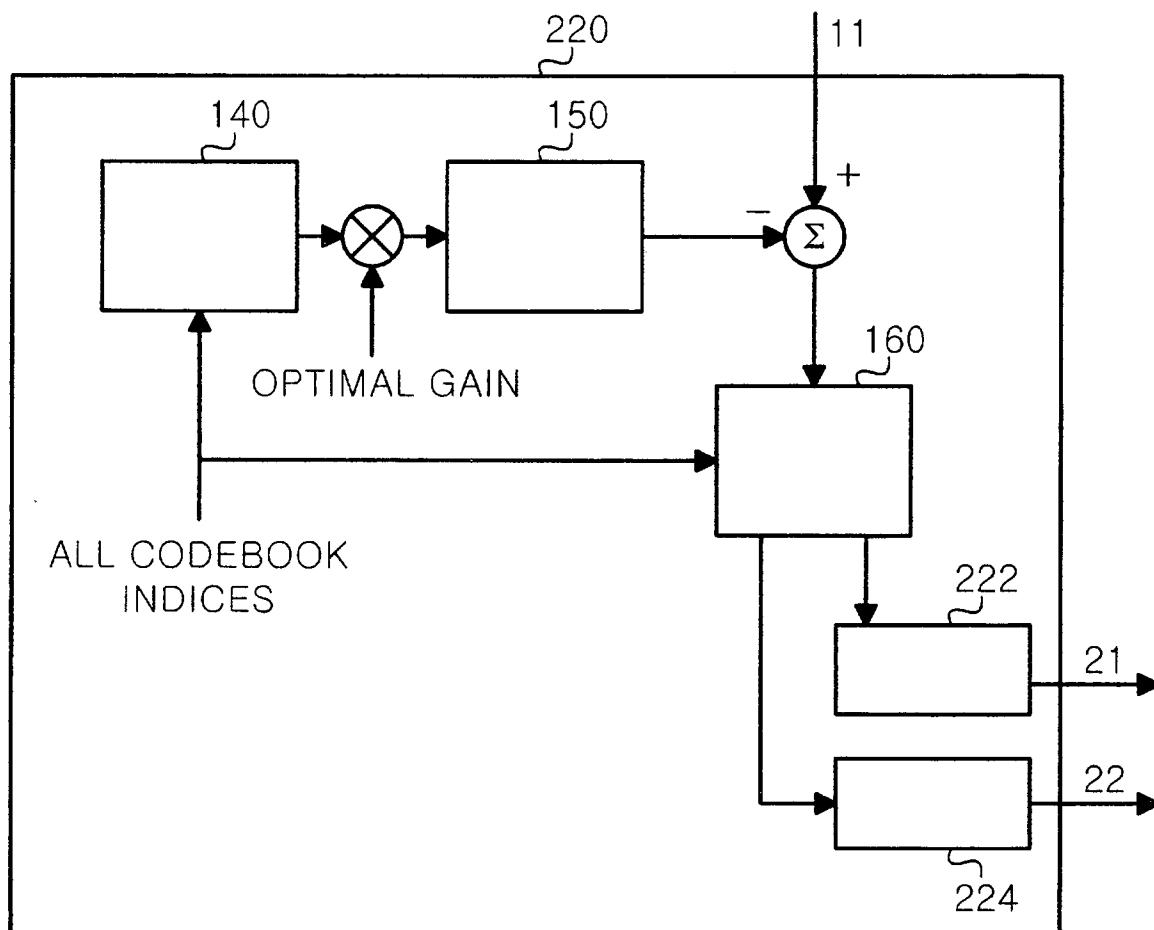 220
11
140
150
+
−
Σ
160
OPTIMAL GAIN
ALL CODEBOOK
INDICES
222
21
22
224